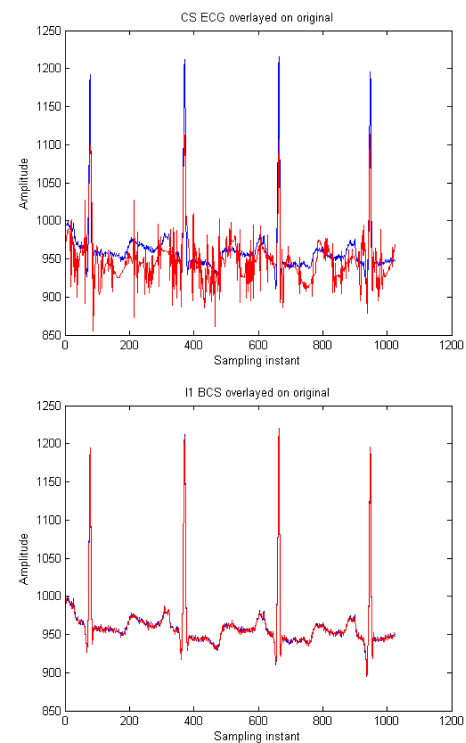 CS ECG overlayed on original
1250
1200
1150
1100
1050
1000
950
900
850
Amplitude
0 200 400 600 800 1000 1200
Sampling instant
l1 BCS overlayed on original
1250
1200
1150
1100
1050
1000
950
900
850
Amplitude
0 200 400 600 800 1000 1200
Sampling instant